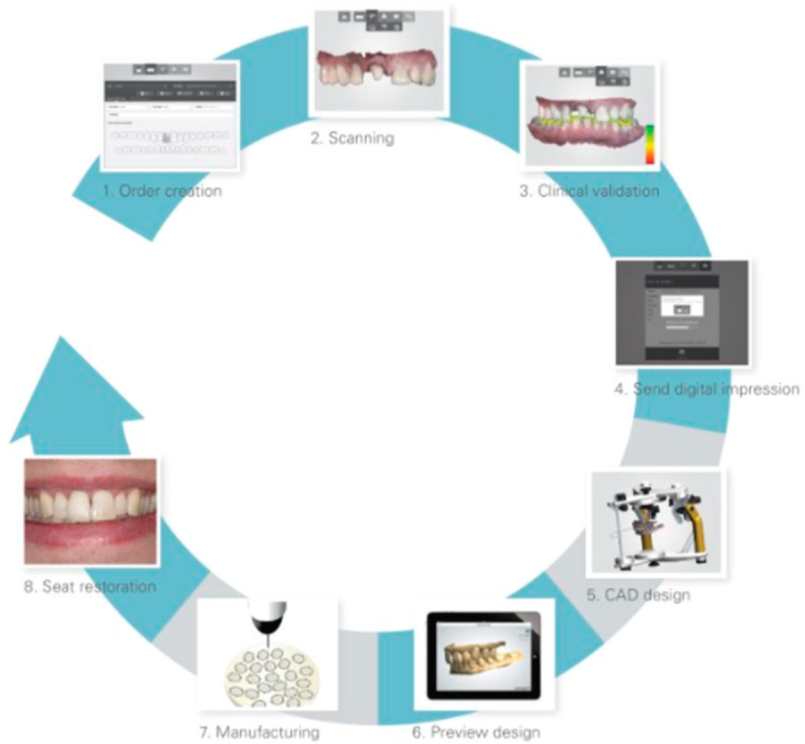 1. Order creation
2. Scanning
3. Clinical validation
4. Send digital impression
5. CAD design
6. Preview design
7. Manufacturing
8. Seat restoration